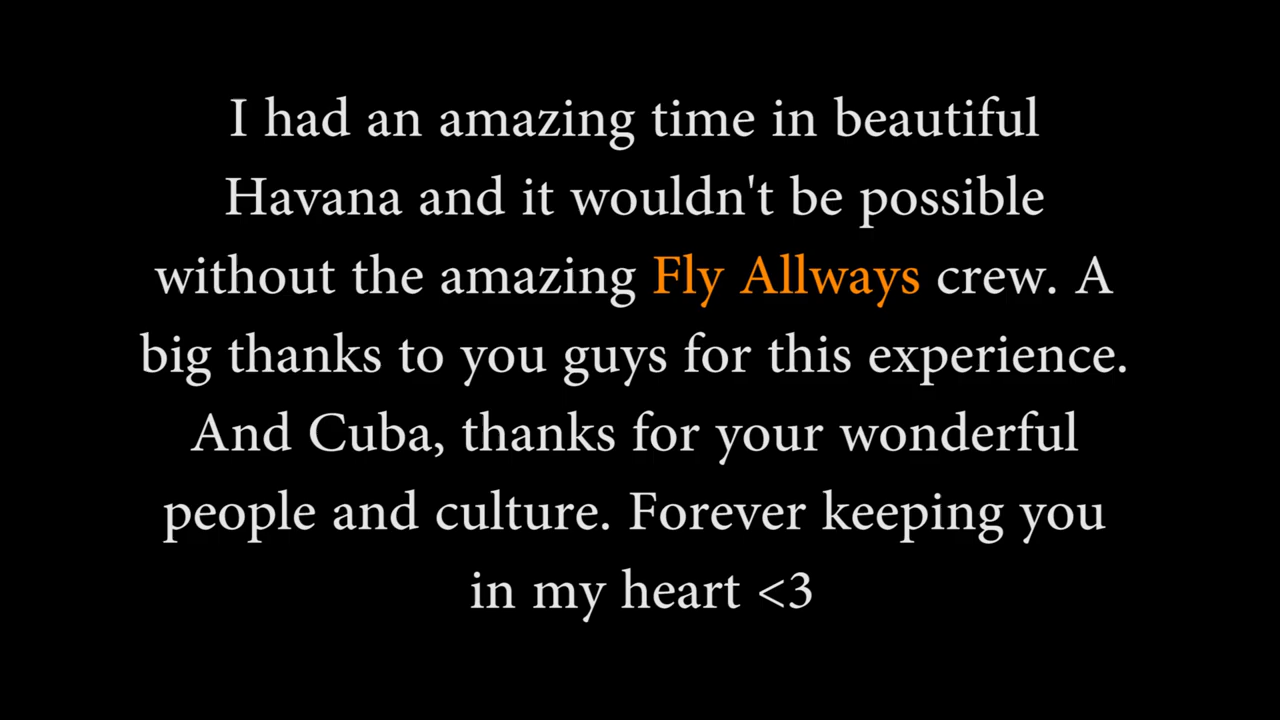 I had an amazing time in beautiful
Havana and it wouldn't be possible
without the amazing Fly Allways crew. A
big thanks to you guys for this experience.
And Cuba, thanks for your wonderful
people and culture. Forever keeping you
in my heart <3